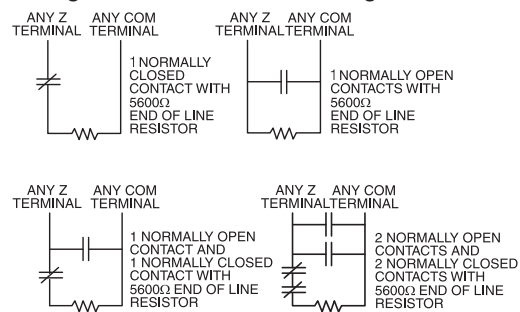 ANY Z ANY COM
TERMINAL TERMINAL
1 NORMALLY
CLOSED
CONTACT WITH
5600Ω
END OF LINE
RESISTOR
ANY Z ANY COM
TERMINAL TERMINAL
1 NORMALLY OPEN
CONTACTS WITH
5600Ω
END OF LINE
RESISTOR
ANY Z ANY COM
TERMINAL TERMINAL
1 NORMALLY OPEN
CONTACT AND
1 NORMALLY CLOSED
CONTACT WITH
5600Ω END OF LINE
RESISTOR
ANY Z ANY COM
TERMINAL TERMINAL
2 NORMALLY OPEN
CONTACTS AND
2 NORMALLY CLOSED
CONTACTS WITH
5600Ω END OF LINE
RESISTOR